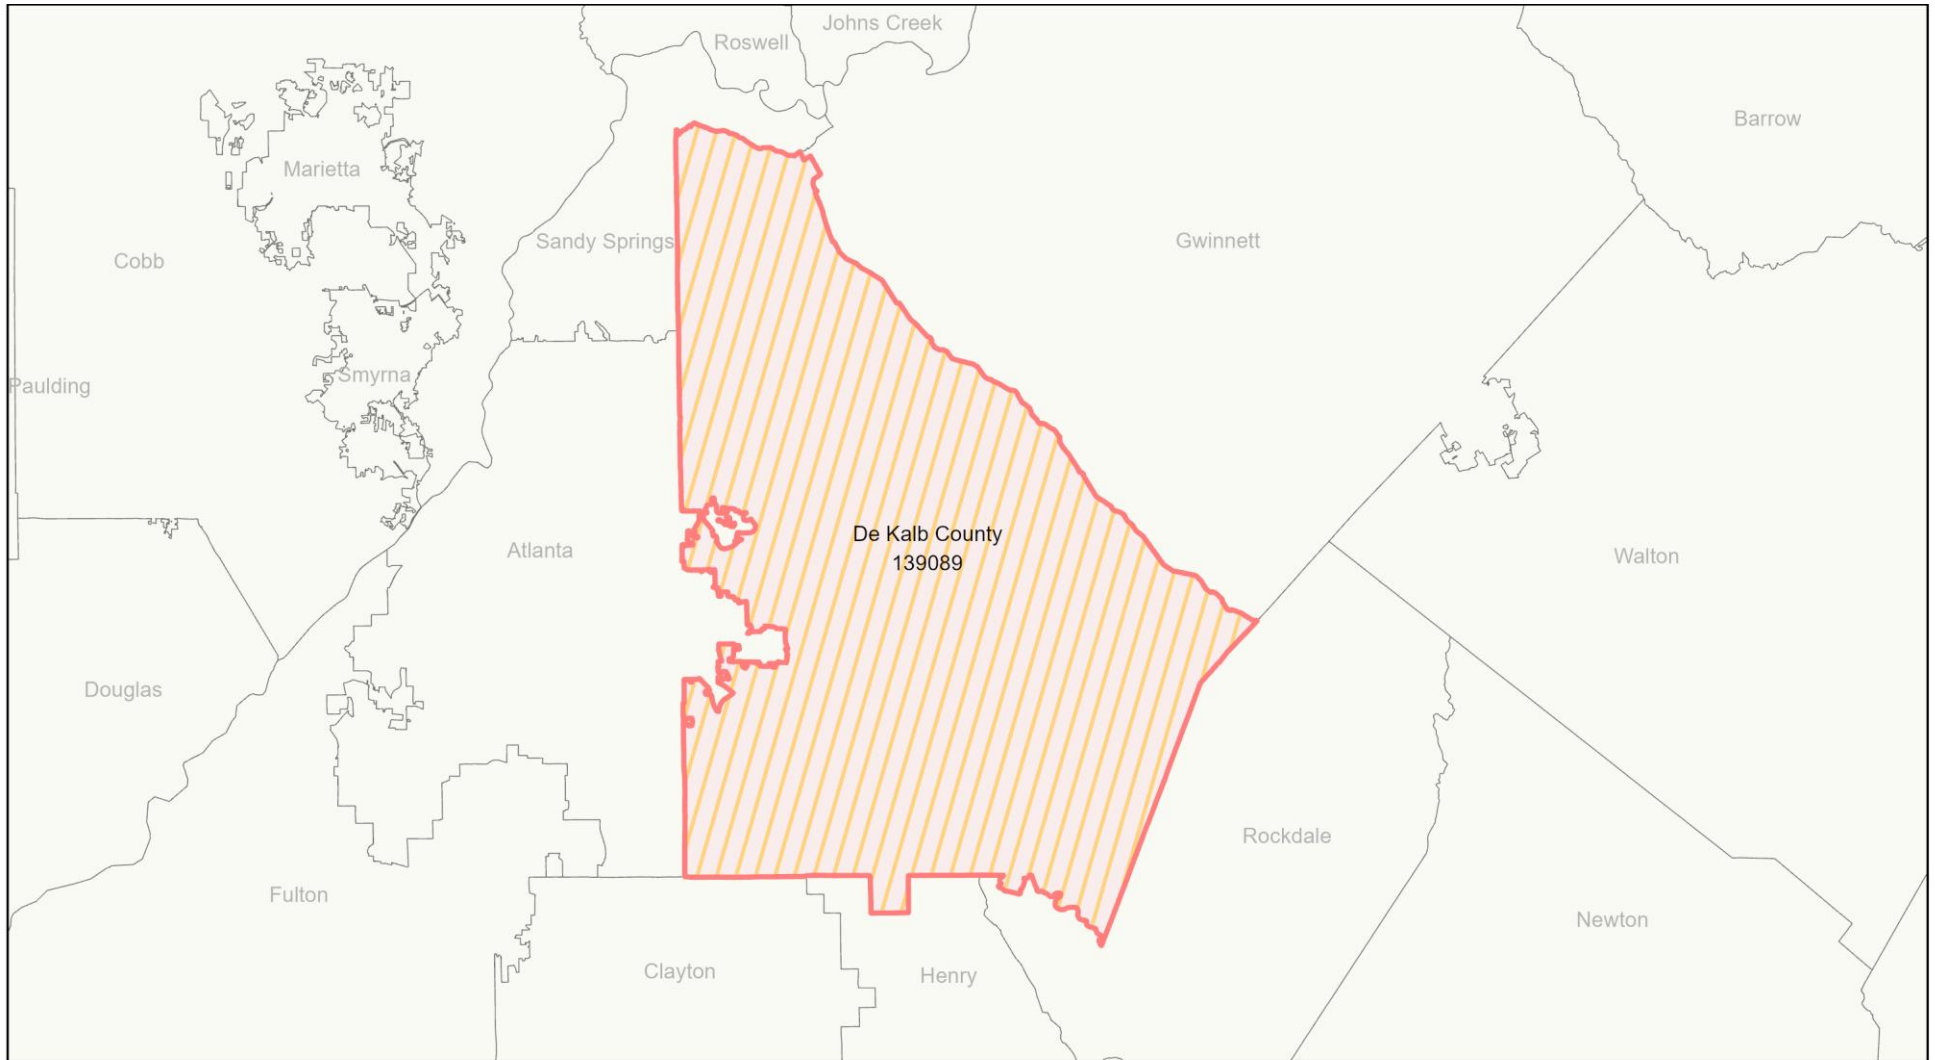 Johns Creek
Roswell
Barrow
Marietta
Sandy Springs
Gwinnett
Cobb
Smyrna
Paulding
De Kalb County
139089
Atlanta
Walton
Douglas
Rockdale
Fulton
Newton
Clayton
Henry